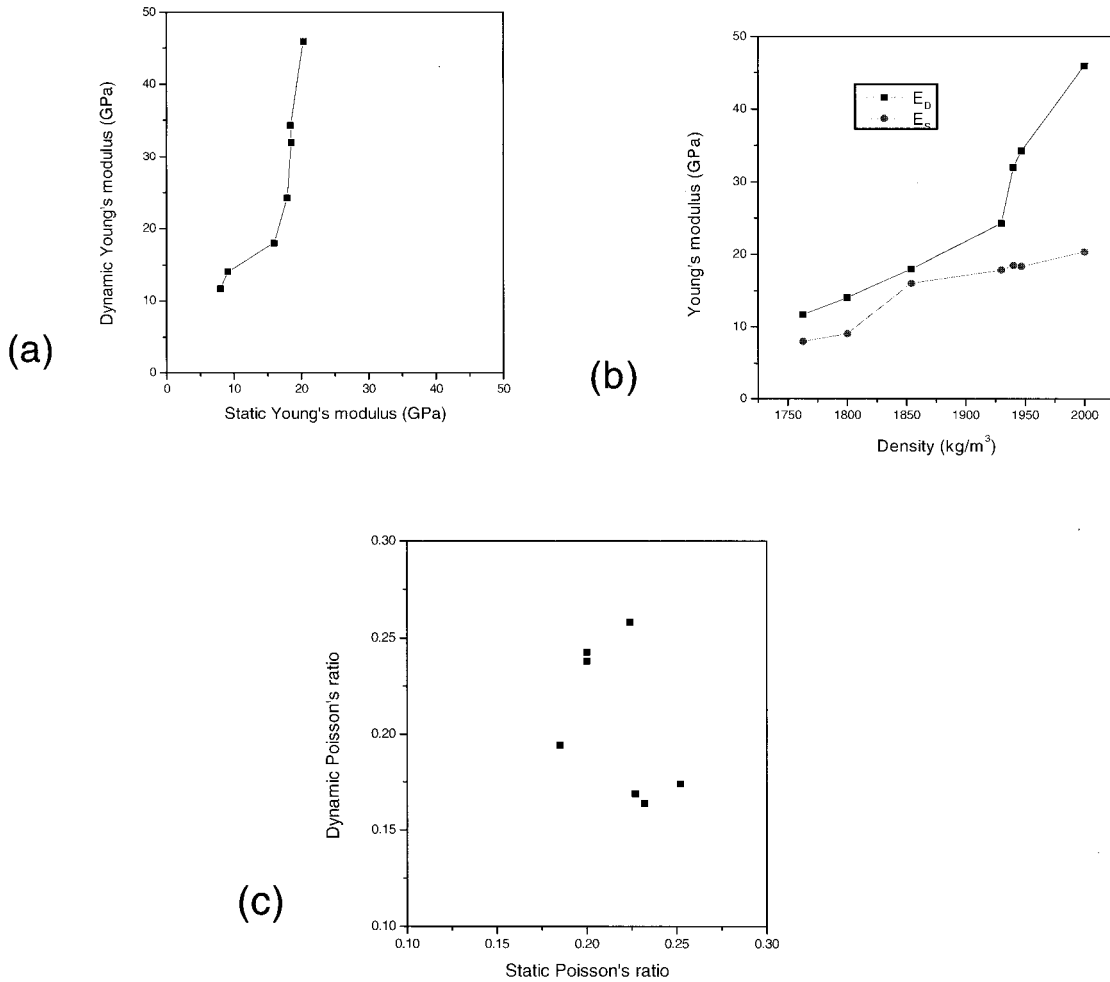 50
40
30
20
10
0
Dynamic Young's modulus (GPa)
0 10 20 30 40 50
Static Young's modulus (GPa)
(a)
50
40
30
20
10
0
Young's modulus (GPa)
E_D
E_S
1750 1800 1850 1900 1950 2000
Density (kg/m³)
(b)
0.30
0.25
0.20
0.15
0.10
Dynamic Poisson's ratio
0.10 0.15 0.20 0.25 0.30
Static Poisson's ratio
(c)